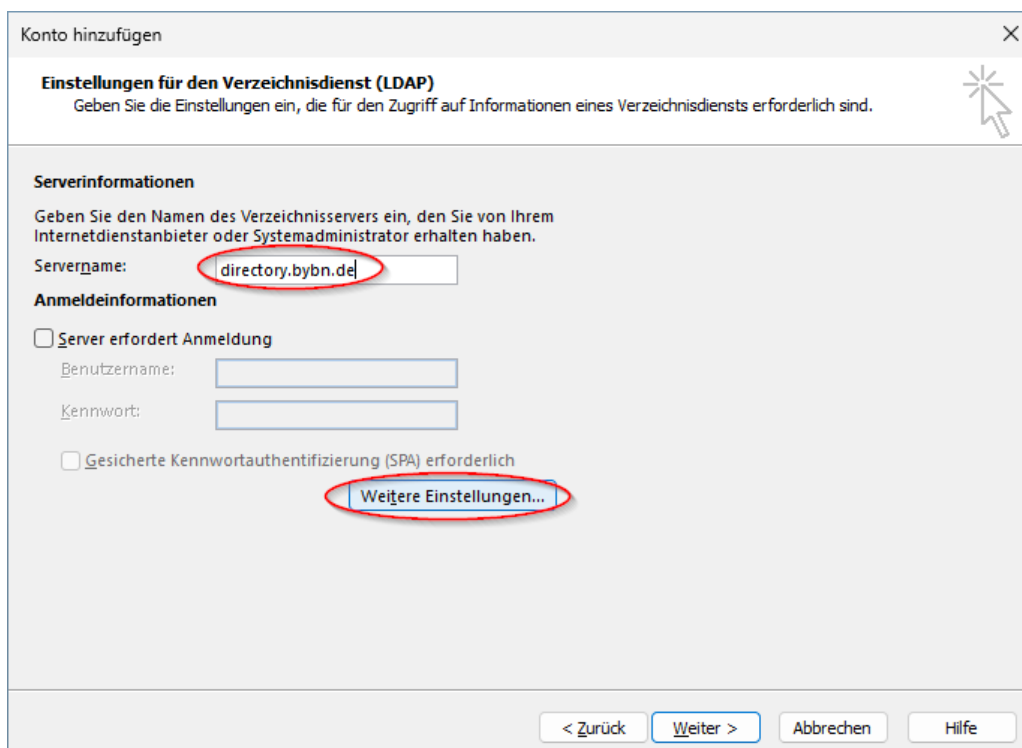 Konto hinzufügen
Einstellungen für den Verzeichnisdienst (LDAP)
Geben Sie die Einstellungen ein, die für den Zugriff auf Informationen eines Verzeichnisdiensts erforderlich sind.
Serverinformationen
Geben Sie den Namen des Verzeichnisservers ein, den Sie von Ihrem
Internetdienstanbieter oder Systemadministrator erhalten haben.
Servername: directory.bybn.de
Anmeldeinformationen
Server erfordert Anmeldung
Benutzername:
Kennwort:
Gesicherte Kennwortauthentifizierung (SPA) erforderlich
Weitere Einstellungen...
< Zurück Weiter > Abbrechen Hilfe